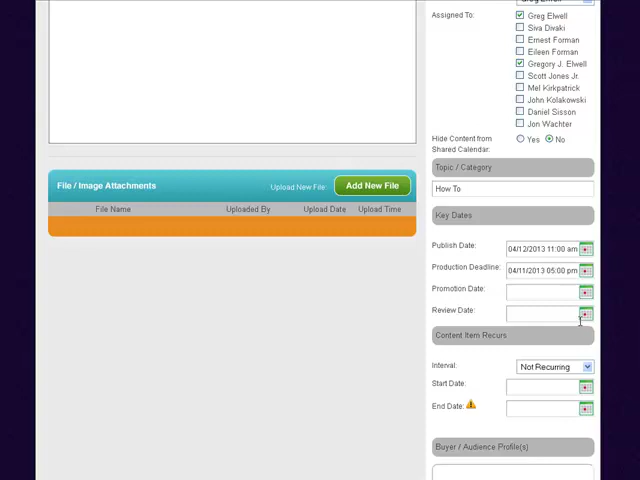 Assigned To:
Greg Elwell
Siva Diwaki
Ernest Forman
Eileen Forman
Gregory J. Elwell
Scott Jones Jr.
Mel Kirkpatrick
John Kolakowski
Daniel Sisson
Jon Wachter
Hide Content from
Shared Calendar:
Yes No
Topic / Category
File / Image Attachments
Upload New File:
Add New File
How To
File Name Uploaded By Upload Date Upload Time
Key Dates
Publish Date:
04/12/2013 11:00 am
Production Deadline:
04/11/2013 05:00 pm
Promotion Date:
Review Date:
Content Item Recurs
Interval:
Not Recurring
Start Date:
End Date:
Buyer / Audience Profile(s)